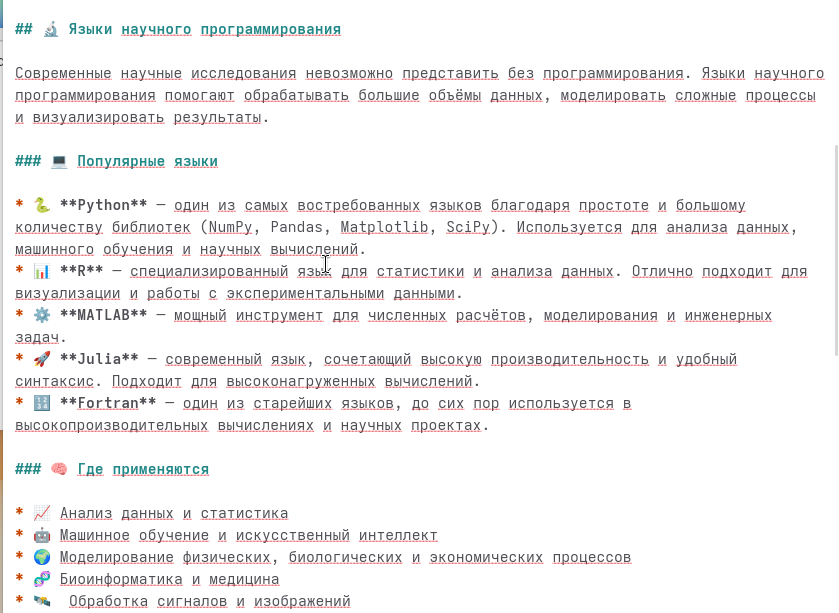 ## 🔬 Языки научного программирования
Современные научные исследования невозможно представить без программирования. Языки научного
программирования помогают обрабатывать большие объёмы данных, моделировать сложные процессы
и визуализировать результаты.
### 💻 Популярные языки
* 🐍 **Python** — один из самых востребованных языков благодаря простоте и большому
количеству библиотек (NumPy, Pandas, Matplotlib, SciPy). Используется для анализа данных,
машинного обучения и научных вычислений.
* 📊 **R** — специализированный язык для статистики и анализа данных. Отлично подходит для
визуализации и работы с экспериментальными данными.
* ⚙️ **MATLAB** — мощный инструмент для численных расчётов, моделирования и инженерных
задач.
* 🚀 **Julia** — современный язык, сочетающий высокую производительность и удобный
синтаксис. Подходит для высоконагруженных вычислений.
* 🔢 **Fortran** — один из старейших языков, до сих пор используется в
высокопроизводительных вычислениях и научных проектах.
### 🧠 Где применяются
* 📈 Анализ данных и статистика
* 🤖 Машинное обучение и искусственный интеллект
* 🌍 Моделирование физических, биологических и экономических процессов
* 🧬 Биоинформатика и медицина
* 🛰️ Обработка сигналов и изображений